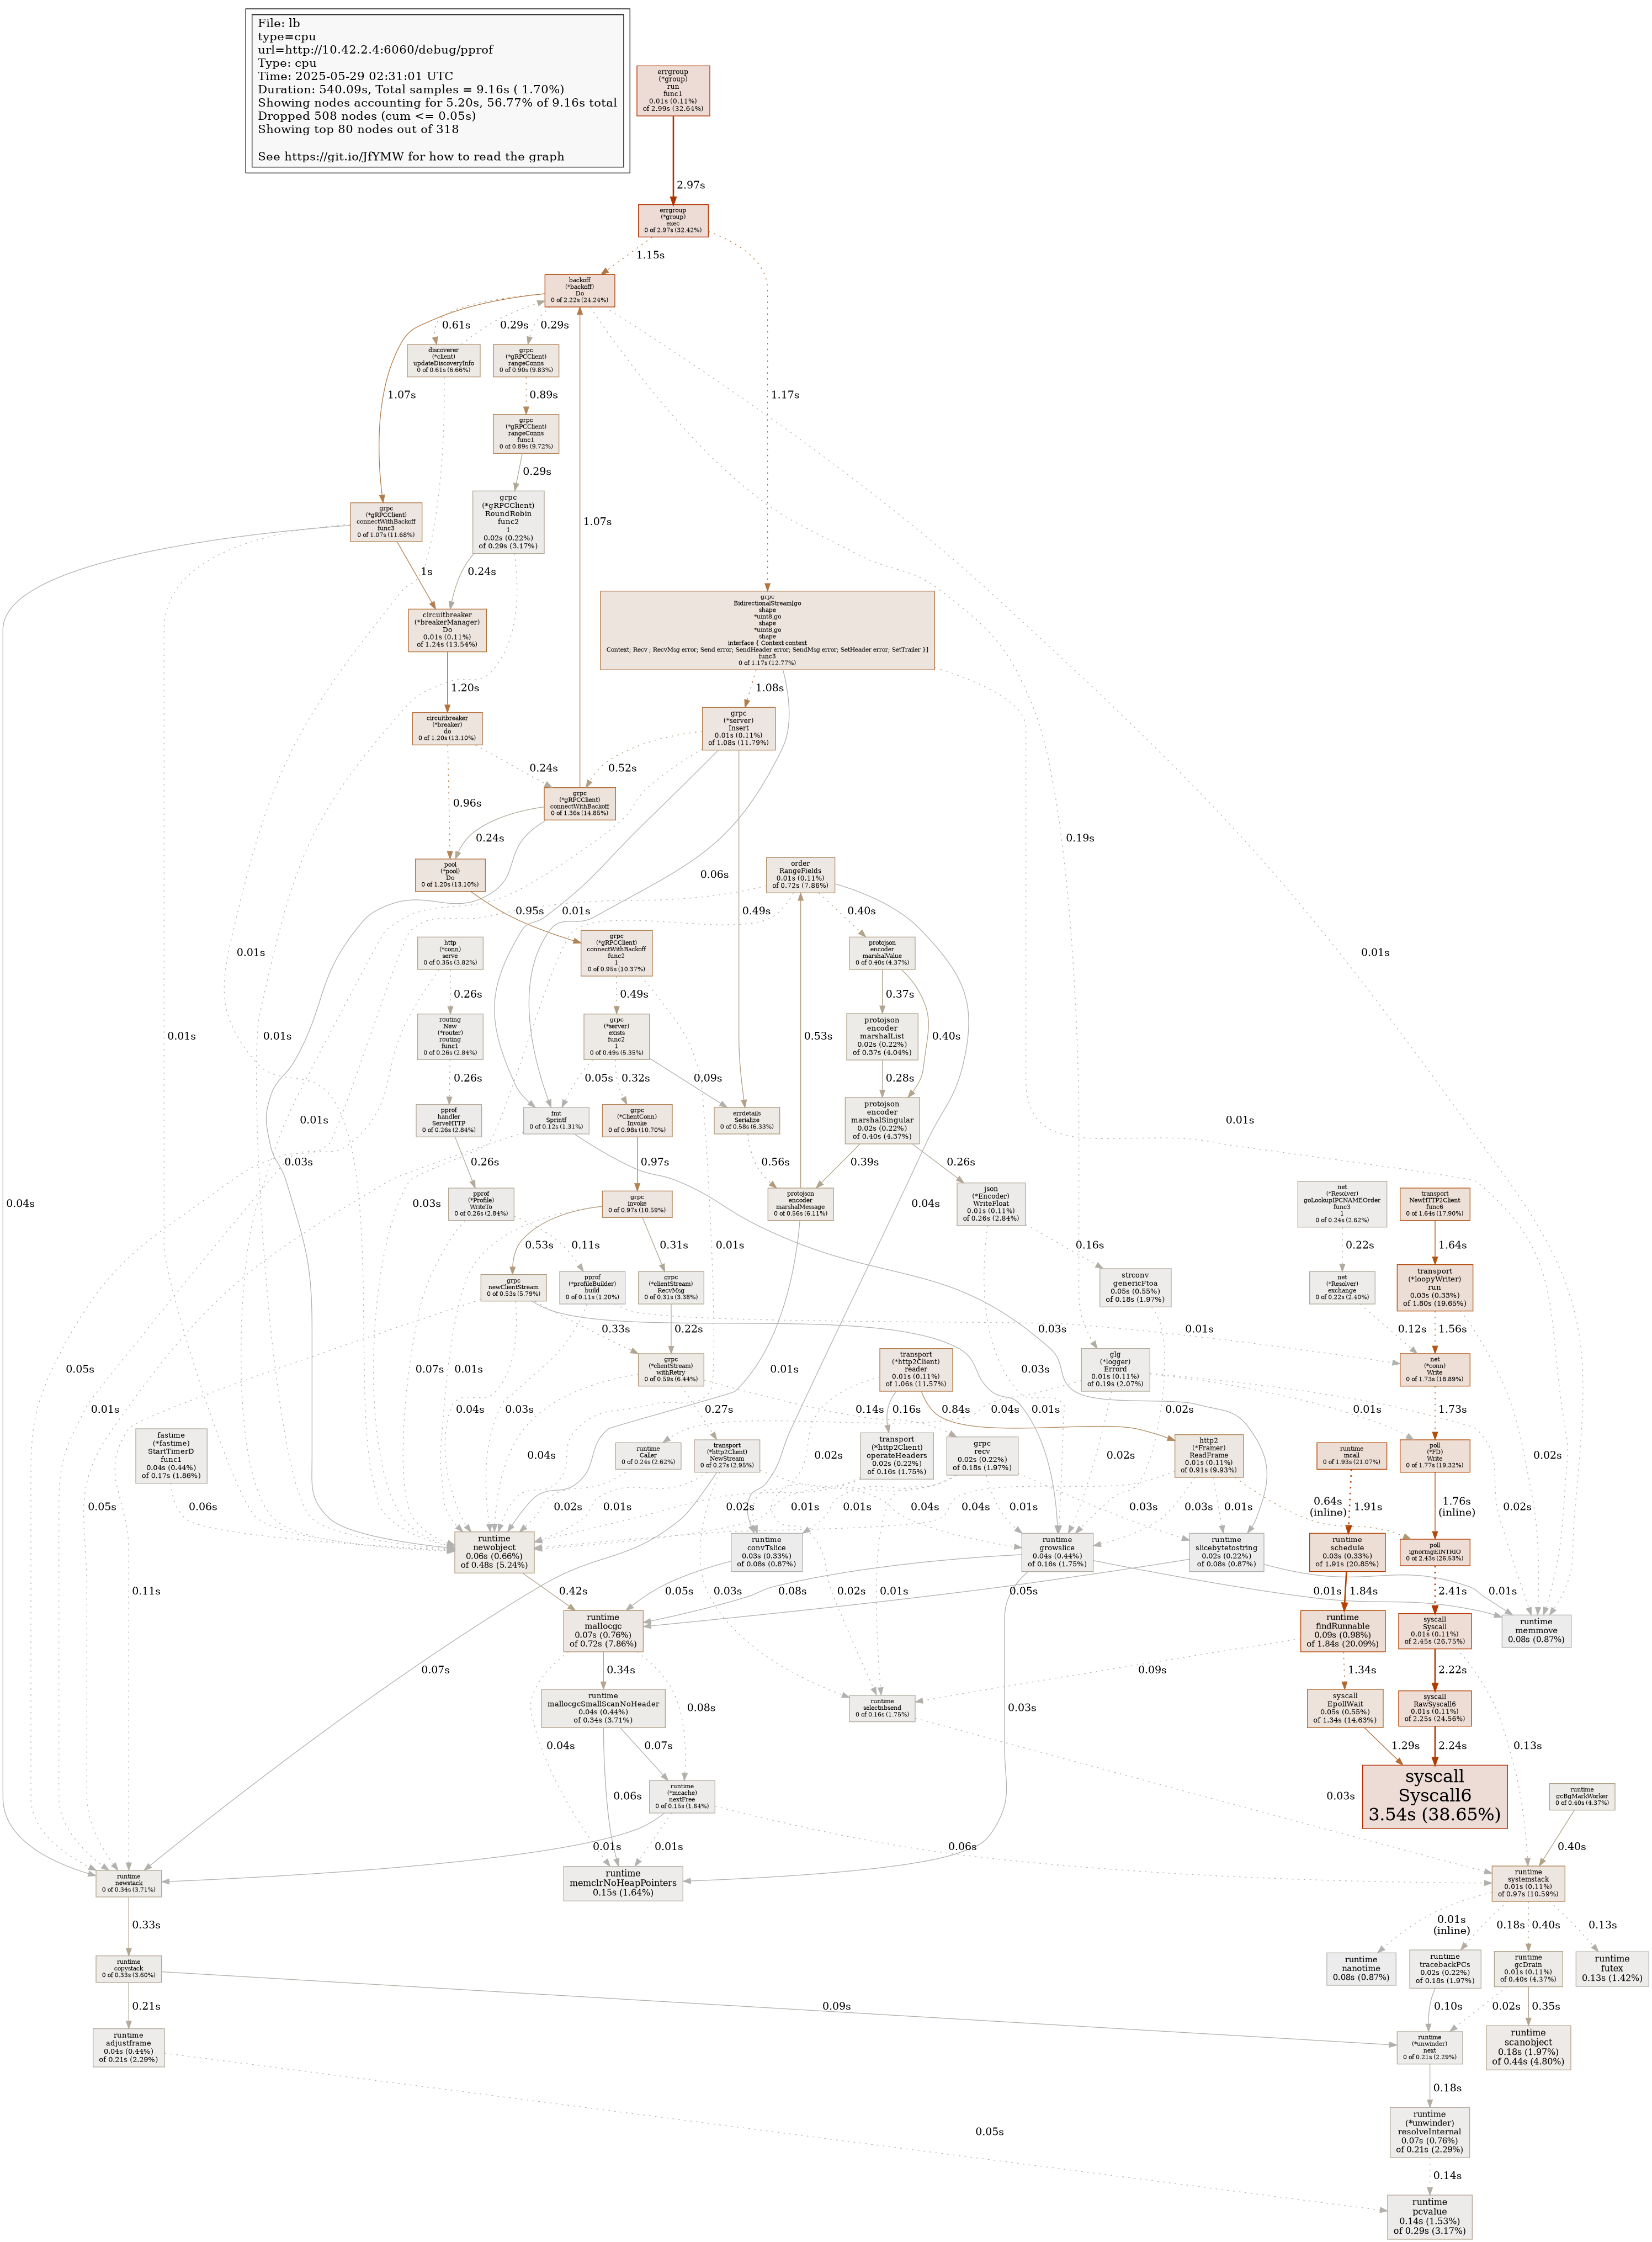 File: lb
type=cpu
url=http://10.42.2.4:6060/debug/pprof
Type: cpu
Time: 2025-05-29 02:31:01 UTC
Duration: 540.09s, Total samples = 9.16s ( 1.70%)
Showing nodes accounting for 5.20s, 56.77% of 9.16s total
Dropped 508 nodes (cum <= 0.05s)
Showing top 80 nodes out of 318
See https://git.io/JfYMW for how to read the graph
errgroup
(*group)
run
func1
0.01s (0.11%)
of 2.99s (32.64%)
2.97s
errgroup
(*group)
exec
0 of 2.97s (32.42%)
1.15s
backoff
(*backoff)
Do
0 of 2.22s (24.24%)
0.61s
0.29s
0.29s
discoverer
(*client)
updateDiscoveryInfo
0 of 0.61s (6.66%)
grpc
(*gRPCClient)
rangeConns
0 of 0.90s (9.83%)
1.07s
0.89s
1.17s
grpc
(*gRPCClient)
rangeConns
func1
0 of 0.89s (9.72%)
0.29s
grpc
(*gRPCClient)
RoundRobin
func2
1
0.02s (0.22%)
of 0.29s (3.17%)
grpc
(*gRPCClient)
connectWithBackoff
func3
0 of 1.07s (11.68%)
1.07s
1s
0.24s
grpc
BidirectionalStream[go
shape
*uint8,go
shape
*uint8,go
shape
interface { Context context
Context; Recv ; RecvMsg error; Send error; SendHeader error; SendMsg error; SetHeader error; SetTrailer }]
func3
0 of 1.17s (12.77%)
circuitbreaker
(*breakerManager)
Do
0.01s (0.11%)
of 1.24s (13.54%)
1.20s
1.08s
circuitbreaker
(*breaker)
do
0 of 1.20s (13.10%)
grpc
(*server)
Insert
0.01s (0.11%)
of 1.08s (11.79%)
0.24s
0.52s
grpc
(*gRPCClient)
connectWithBackoff
0 of 1.36s (14.85%)
0.96s
0.24s
0.19s
pool
(*pool)
Do
0 of 1.20s (13.10%)
order
RangeFields
0.01s (0.11%)
of 0.72s (7.86%)
0.06s
0.95s
0.01s
0.49s
0.40s
http
(*conn)
serve
0 of 0.35s (3.82%)
grpc
(*gRPCClient)
connectWithBackoff
func2
1
0 of 0.95s (10.37%)
protojson
encoder
marshalValue
0 of 0.40s (4.37%)
0.01s
0.01s
0.26s
0.49s
0.37s
routing
New
(*router)
routing
func1
0 of 0.26s (2.84%)
grpc
(*server)
exists
func2
1
0 of 0.49s (5.35%)
protojson
encoder
marshalList
0.02s (0.22%)
of 0.37s (4.04%)
0.01s
0.01s
0.53s
0.40s
0.26s
0.05s
0.32s
0.09s
0.28s
pprof
handler
ServeHTTP
0 of 0.26s (2.84%)
fmt
Sprintf
0 of 0.12s (1.31%)
grpc
(*ClientConn)
Invoke
0 of 0.98s (10.70%)
errdetails
Serialize
0 of 0.58s (6.33%)
protojson
encoder
marshalSingular
0.02s (0.22%)
of 0.40s (4.37%)
0.01s
0.01s
0.03s
0.26s
0.97s
0.56s
0.39s
0.26s
pprof
(*Profile)
WriteTo
0 of 0.26s (2.84%)
grpc
invoke
0 of 0.97s (10.59%)
protojson
encoder
marshalMessage
0 of 0.56s (6.11%)
json
(*Encoder)
WriteFloat
0.01s (0.11%)
of 0.26s (2.84%)
net
(*Resolver)
goLookupIPCNAMEOrder
func3
1
0 of 0.24s (2.62%)
transport
NewHTTP2Client
func6
0 of 1.64s (17.90%)
0.04s
0.03s
0.04s
0.53s
0.11s
0.31s
0.01s
0.16s
0.22s
1.64s
grpc
newClientStream
0 of 0.53s (5.79%)
pprof
(*profileBuilder)
build
0 of 0.11s (1.20%)
grpc
(*clientStream)
RecvMsg
0 of 0.31s (3.38%)
strconv
genericFtoa
0.05s (0.55%)
of 0.18s (1.97%)
net
(*Resolver)
exchange
0 of 0.22s (2.40%)
transport
(*loopyWriter)
run
0.03s (0.33%)
of 1.80s (19.65%)
0.33s
0.22s
0.03s
0.01s
0.12s
1.56s
0.05s
0.07s
0.01s
0.01s
0.03s
grpc
(*clientStream)
withRetry
0 of 0.59s (6.44%)
transport
(*http2Client)
reader
0.01s (0.11%)
of 1.06s (11.57%)
glg
(*logger)
Errord
0.01s (0.11%)
of 0.19s (2.07%)
net
(*conn)
Write
0 of 1.73s (18.89%)
0.01s
0.04s
0.03s
0.27s
0.14s
0.16s
0.84s
0.04s
0.01s
0.02s
0.01s
1.73s
fastime
(*fastime)
StartTimerD
func1
0.04s (0.44%)
of 0.17s (1.86%)
runtime
Caller
0 of 0.24s (2.62%)
transport
(*http2Client)
NewStream
0 of 0.27s (2.95%)
transport
(*http2Client)
operateHeaders
0.02s (0.22%)
of 0.16s (1.75%)
grpc
recv
0.02s (0.22%)
of 0.18s (1.97%)
http2
(*Framer)
ReadFrame
0.01s (0.11%)
of 0.91s (9.93%)
runtime
mcall
0 of 1.93s (21.07%)
poll
(*FD)
Write
0 of 1.77s (19.32%)
0.04s
0.02s
0.02s
0.02s
0.05s
0.06s
0.02s
0.01s
0.02s
0.01s
0.01s
0.04s
0.04s
0.01s
0.03s
0.03s
0.01s
0.64s
(inline)
1.91s
1.76s
(inline)
0.02s
runtime
newobject
0.06s (0.66%)
of 0.48s (5.24%)
runtime
convTslice
0.03s (0.33%)
of 0.08s (0.87%)
runtime
growslice
0.04s (0.44%)
of 0.16s (1.75%)
runtime
slicebytetostring
0.02s (0.22%)
of 0.08s (0.87%)
runtime
schedule
0.03s (0.33%)
of 1.91s (20.85%)
poll
ignoringEINTRIO
0 of 2.43s (26.53%)
0.11s
0.42s
0.05s
0.03s
0.08s
0.02s
0.01s
0.05s
0.01s
1.84s
2.41s
0.01s
runtime
mallocgc
0.07s (0.76%)
of 0.72s (7.86%)
runtime
findRunnable
0.09s (0.98%)
of 1.84s (20.09%)
syscall
Syscall
0.01s (0.11%)
of 2.45s (26.75%)
runtime
memmove
0.08s (0.87%)
0.07s
0.34s
0.09s
1.34s
2.22s
runtime
mallocgcSmallScanNoHeader
0.04s (0.44%)
of 0.34s (3.71%)
0.08s
runtime
selectnbsend
0 of 0.16s (1.75%)
0.03s
syscall
EpollWait
0.05s (0.55%)
of 1.34s (14.63%)
syscall
RawSyscall6
0.01s (0.11%)
of 2.25s (24.56%)
0.04s
0.07s
1.29s
2.24s
0.13s
runtime
(*mcache)
nextFree
0 of 0.15s (1.64%)
0.06s
0.03s
syscall
Syscall6
3.54s (38.65%)
runtime
gcBgMarkWorker
0 of 0.40s (4.37%)
0.01s
0.01s
0.06s
0.40s
runtime
newstack
0 of 0.34s (3.71%)
runtime
memclrNoHeapPointers
0.15s (1.64%)
runtime
systemstack
0.01s (0.11%)
of 0.97s (10.59%)
0.33s
0.01s
(inline)
0.18s
0.40s
0.13s
runtime
copystack
0 of 0.33s (3.60%)
runtime
nanotime
0.08s (0.87%)
runtime
tracebackPCs
0.02s (0.22%)
of 0.18s (1.97%)
runtime
gcDrain
0.01s (0.11%)
of 0.40s (4.37%)
runtime
futex
0.13s (1.42%)
0.21s
0.09s
0.10s
0.02s
0.35s
runtime
adjustframe
0.04s (0.44%)
of 0.21s (2.29%)
runtime
(*unwinder)
next
0 of 0.21s (2.29%)
runtime
scanobject
0.18s (1.97%)
of 0.44s (4.80%)
0.18s
0.05s
runtime
(*unwinder)
resolveInternal
0.07s (0.76%)
of 0.21s (2.29%)
0.14s
runtime
pcvalue
0.14s (1.53%)
of 0.29s (3.17%)